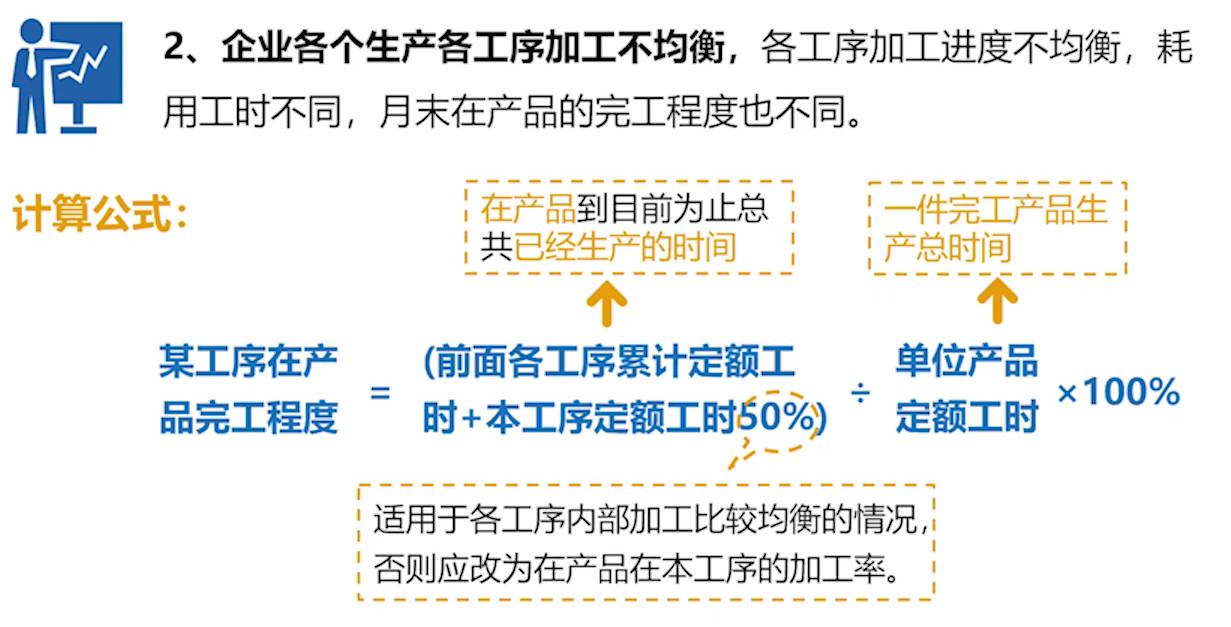 2、企业各个生产各工序加工不均衡，各工序加工进度不均衡，耗
用工时不同，月末在产品的完工程度也不同。
计算公式：
在产品到目前为止总
共已经生产的时间
一件完工产品生
产总时间
某工序在产
品完工程度
=
(前面各工序累计定额工
时+本工序定额工时50%)
÷
单位产品
定额工时
×100%
适用于各工序内部加工比较均衡的情况，
否则应改为在产品在本工序的加工率。